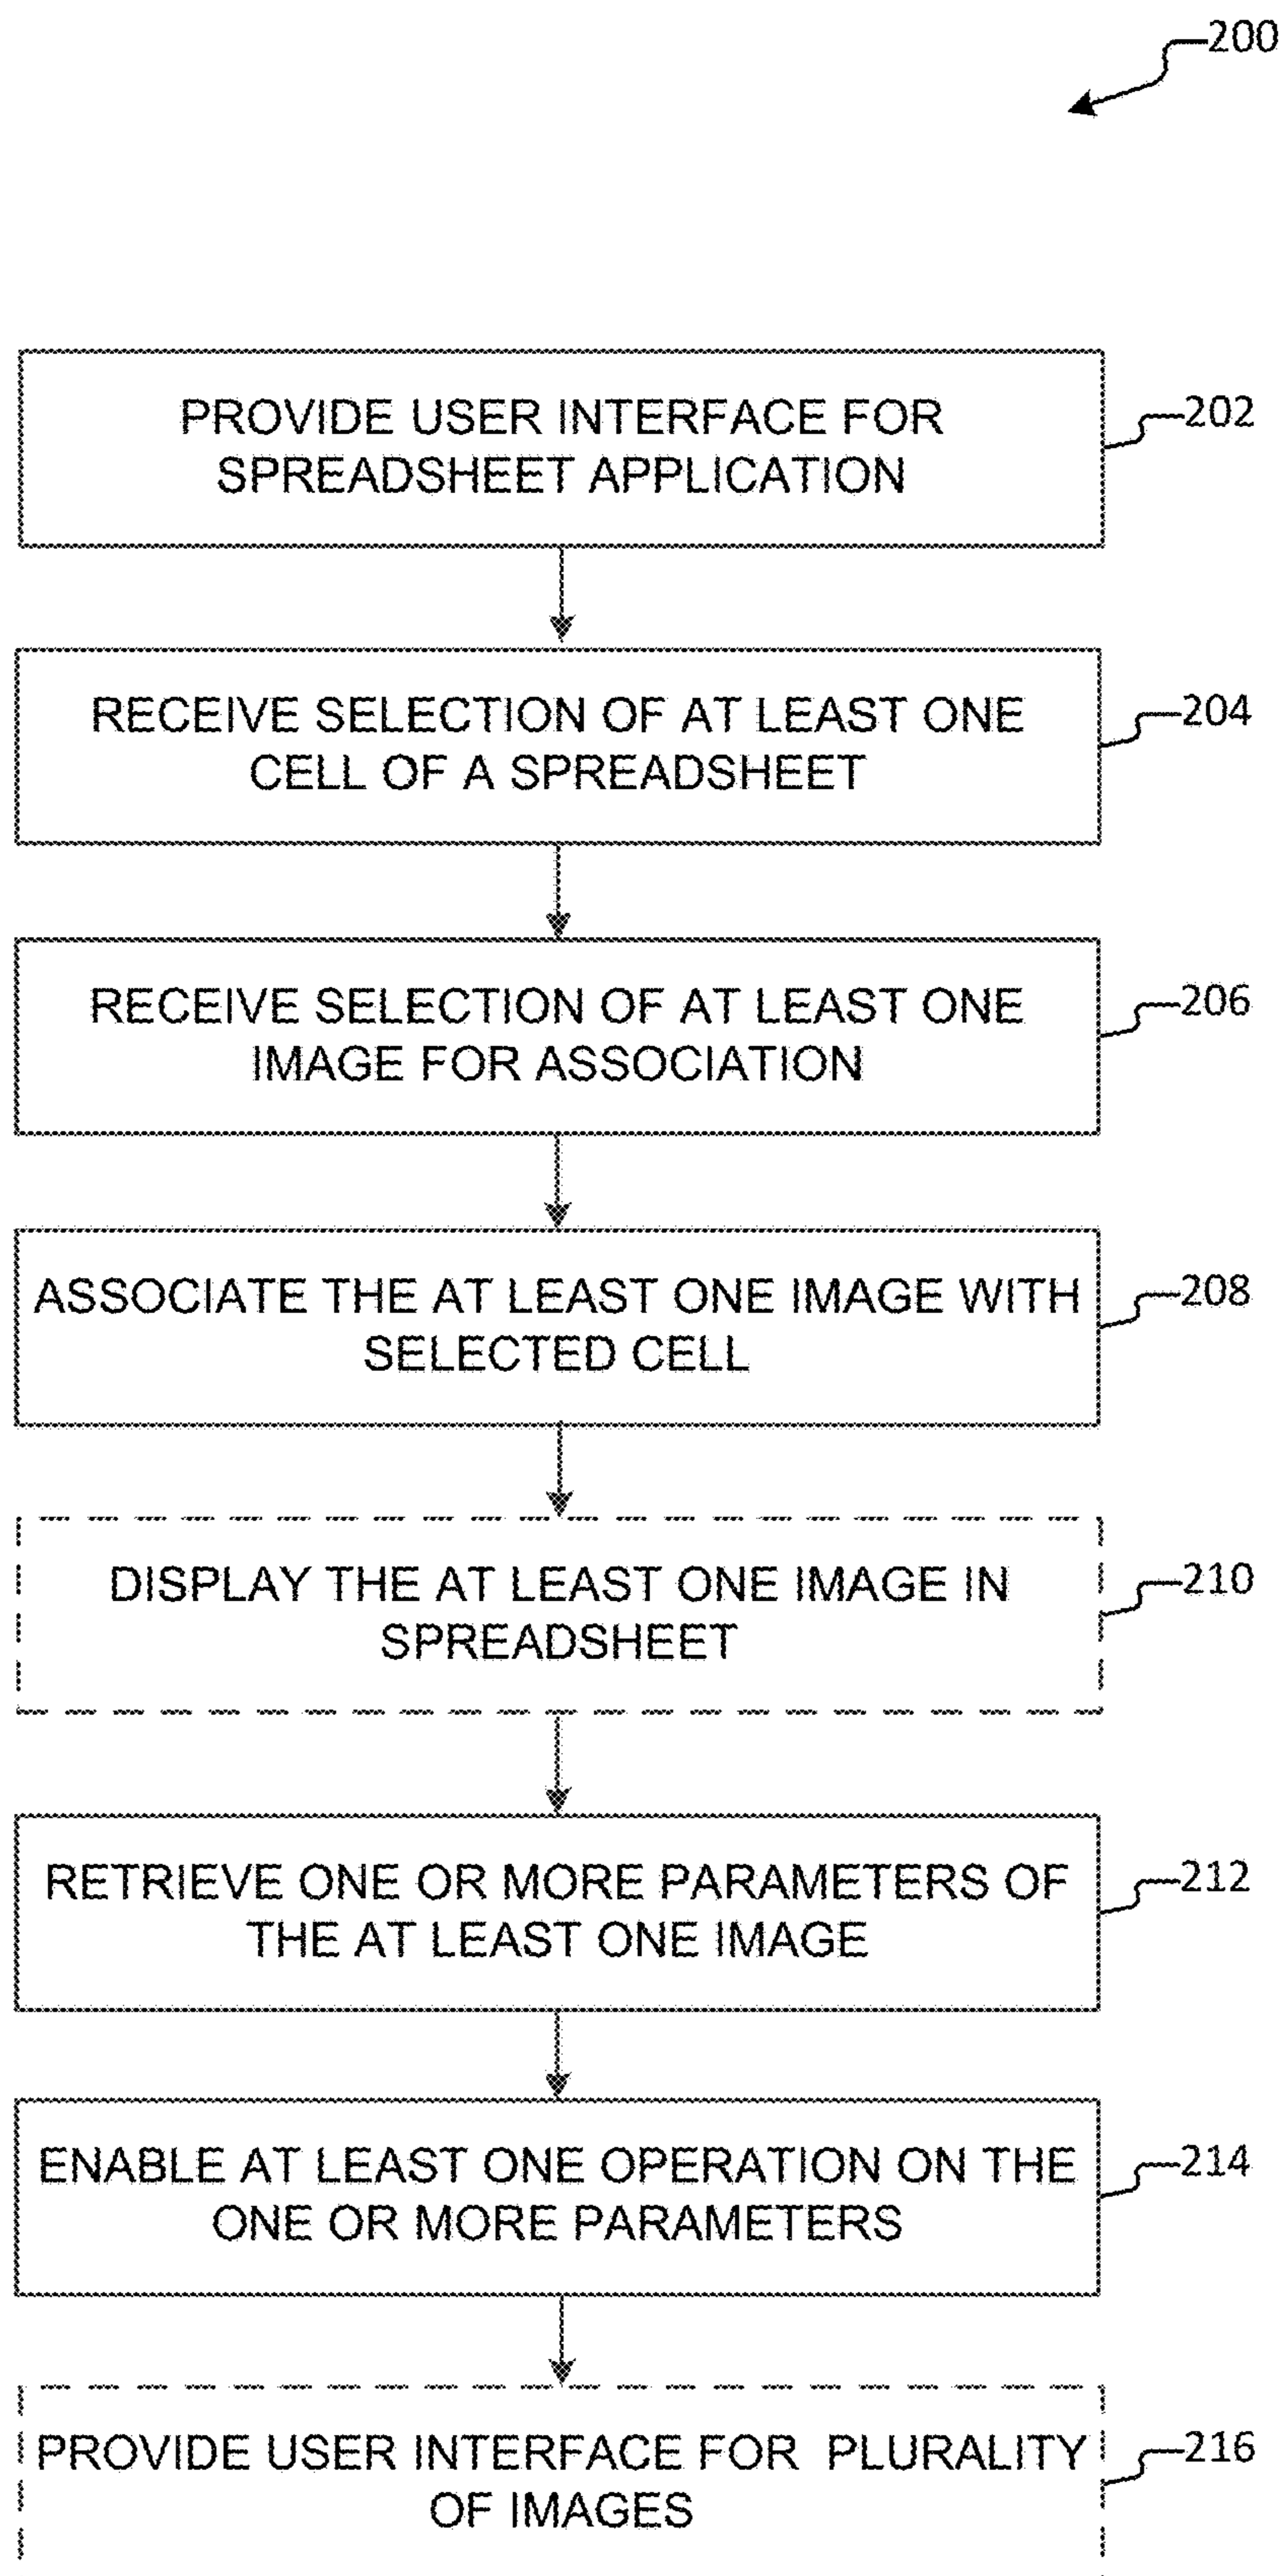 200
PROVIDE USER INTERFACE FOR
SPREADSHEET APPLICATION
202
RECEIVE SELECTION OF AT LEAST ONE
CELL OF A SPREADSHEET
204
RECEIVE SELECTION OF AT LEAST ONE
IMAGE FOR ASSOCIATION
206
ASSOCIATE THE AT LEAST ONE IMAGE WITH
SELECTED CELL
208
DISPLAY THE AT LEAST ONE IMAGE IN
SPREADSHEET
210
RETRIEVE ONE OR MORE PARAMETERS OF
THE AT LEAST ONE IMAGE
212
ENABLE AT LEAST ONE OPERATION ON THE
ONE OR MORE PARAMETERS
214
PROVIDE USER INTERFACE FOR PLURALITY
OF IMAGES
216